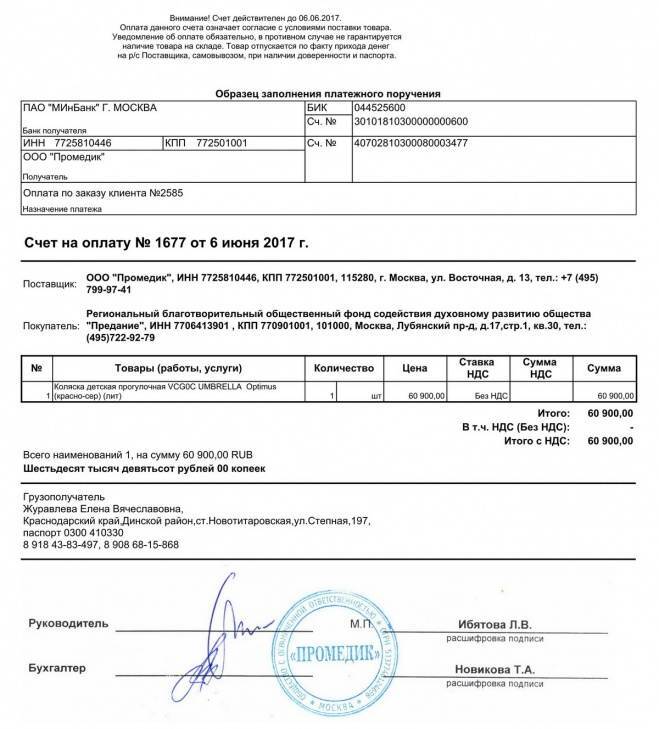 Внимание! Счет действителен до 06.06.2017.
Оплата данного счета означает согласие с условиями поставки товара.
Уведомление об оплате обязательно, в противном случае не гарантируется
наличие товара на складе. Товар отпускается по факту прихода денег
на р/с Поставщика, самовывозом, при наличии доверенности и паспорта.
Образец заполнения платежного поручения
ПАО "МИнБанк" Г. МОСКВА БИК 044525600
Сч. № 30101810300000000600
Банк получателя
ИНН 7725810446 КПП 772501001 Сч. № 40702810300080003477
ООО "Промедик"
Получатель
Оплата по заказу клиента №2585
Назначение платежа
Счет на оплату № 1677 от 6 июня 2017 г.
Поставщик: ООО "Промедик", ИНН 7725810446, КПП 772501001, 115280, г. Москва, ул. Восточная, д. 13, тел.: +7 (495)
799-97-41
Покупатель: Региональный благотворительный общественный фонд содействия духовному развитию общества
"Предание", ИНН 7706413901 , КПП 770901001, 101000, Москва, Лубянский пр-д, д.17,стр.1, кв.30, тел.:
(495)722-92-79
№ Товары (работы, услуги) Количество Цена Ставка НДС Сумма НДС Сумма
1 Коляска детская прогулочная VCG0C UMBRELLA Optimus
(красно-сер) (лит) 1 шт 60 900,00 Без НДС 60 900,00
Итого: 60 900,00
В т.ч. НДС (Без НДС): -
Итого с НДС: 60 900,00
Всего наименований 1, на сумму 60 900,00 RUB
Шестьдесят тысяч девятьсот рублей 00 копеек
Грузополучатель
Журавлева Елена Вячеславовна,
Краснодарский край,Динской район,ст.Новотитаровская,ул.Степная,197,
паспорт 0300 410330
8 918 43-83-497, 8 908 68-15-868
Руководитель М.П. Ибятова Л.В.
расшифровка подписи
«ПРОМЕДИК»
ОБЩЕСТВО С ОГРАНИЧЕННОЙ ОТВЕТСТВЕННОСТЬЮ
МОСКВА
Бухгалтер Новикова Т.А.
расшифровка подписи